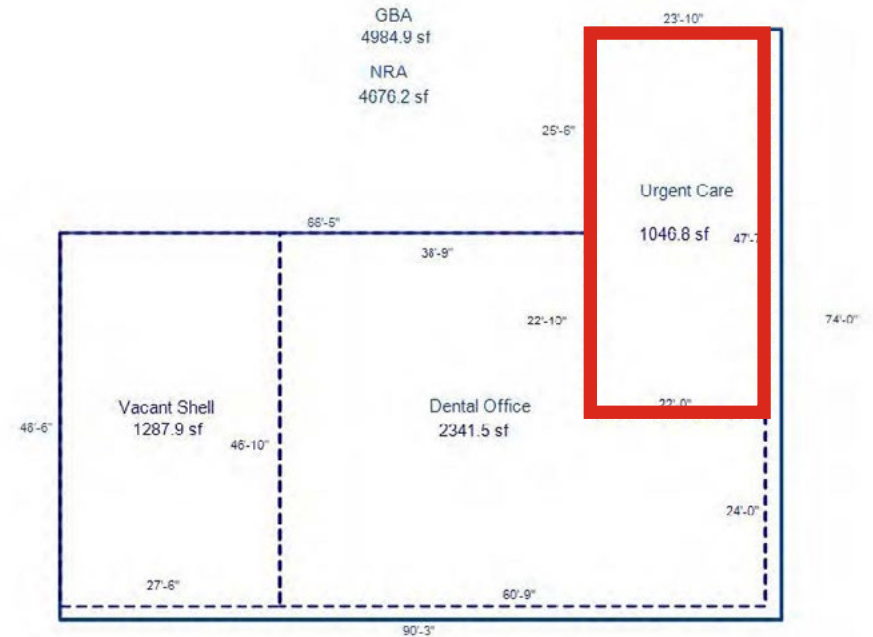 GBA
4984.9 sf
NRA
4676.2 sf
23'-10"
25'-6"
Urgent Care
1046.8 sf
66'-5"
38'-9"
22'-10"
74'-0"
22'-0"
Vacant Shell
1287.9 sf
Dental Office
2341.5 sf
48'-6"
46'-10"
24'-0"
27'-6"
60'-9"
90'-3"